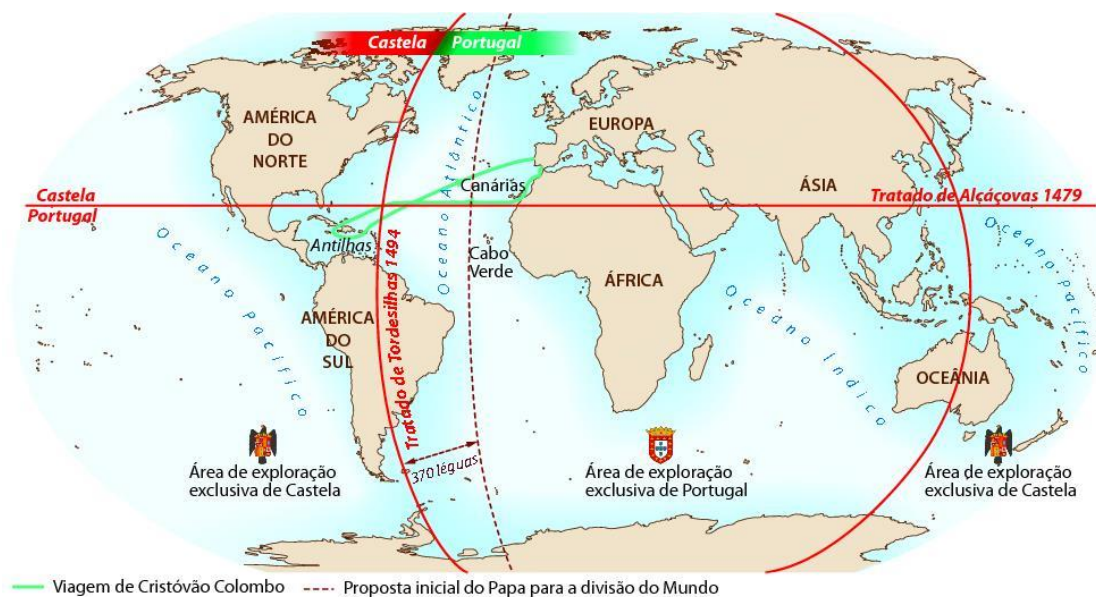 Castela Portugal
AMÉRICA
DO
NORTE
Oceano Atlântico
EUROPA
ÁSIA
Canárias
Castela
Portugal
Tratado de Alçáçovas 1479
Antilhas
Cabo
Verde
ÁFRICA
Oceano Pacífico
AMÉRICA
DO
SUL
Tratado de Tordesilhas 1494
Oceano Índico
Oceano Pacífico
OCEÂNIA
370 léguas
Área de exploração
exclusiva de Castela
Área de exploração
exclusiva de Portugal
Área de exploração
exclusiva de Castela
Viagem de Cristóvão Colombo
Proposta inicial do Papa para a divisão do Mundo